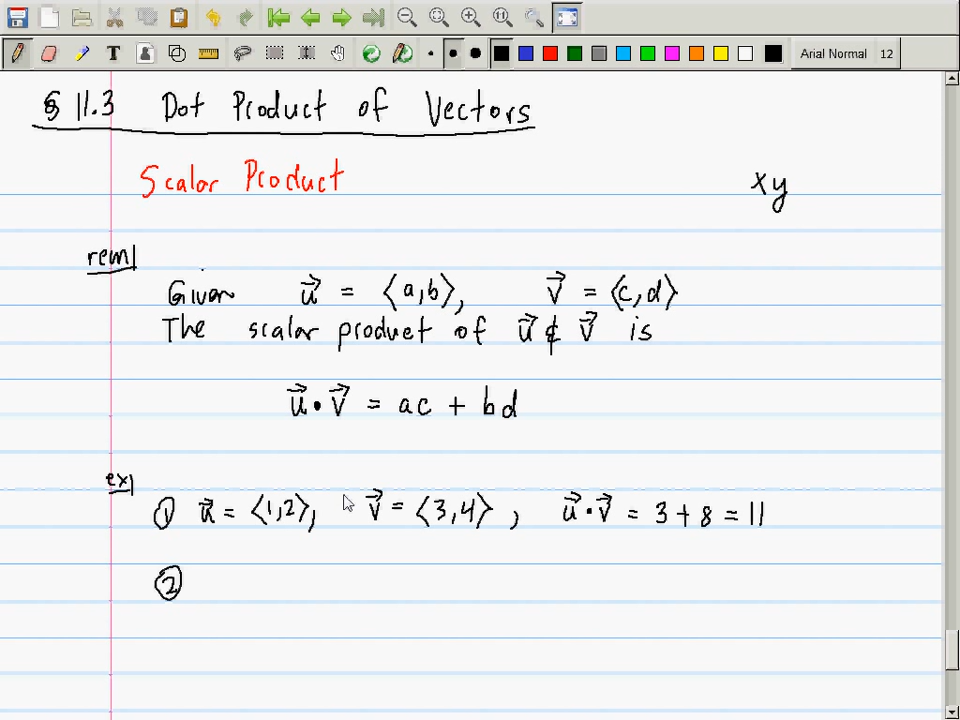 Arial Normal 12
§ 11.3 Dot Product of Vectors
Scalar Product
xy
rem|
Given u⃗ = ⟨a,b⟩, v⃗ = ⟨c,d⟩
The scalar product of u⃗ & v⃗ is
u⃗ • v⃗ = ac + bd
ex|
① u⃗ = ⟨1,2⟩, v⃗ = ⟨3,4⟩, u⃗ • v⃗ = 3 + 8 = 11
②